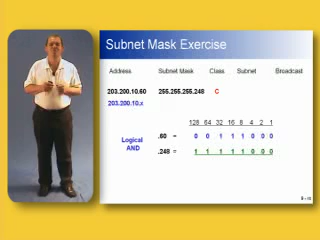 Subnet Mask Exercise
Address Subnet Mask Class Subnet Broadcast
203.200.10.60 255.255.255.248 C
203.200.10.x
128 64 32 16 8 4 2 1
.60 = 0 0 1 1 1 0 0 0
Logical
AND
.248 = 1 1 1 1 1 0 0 0